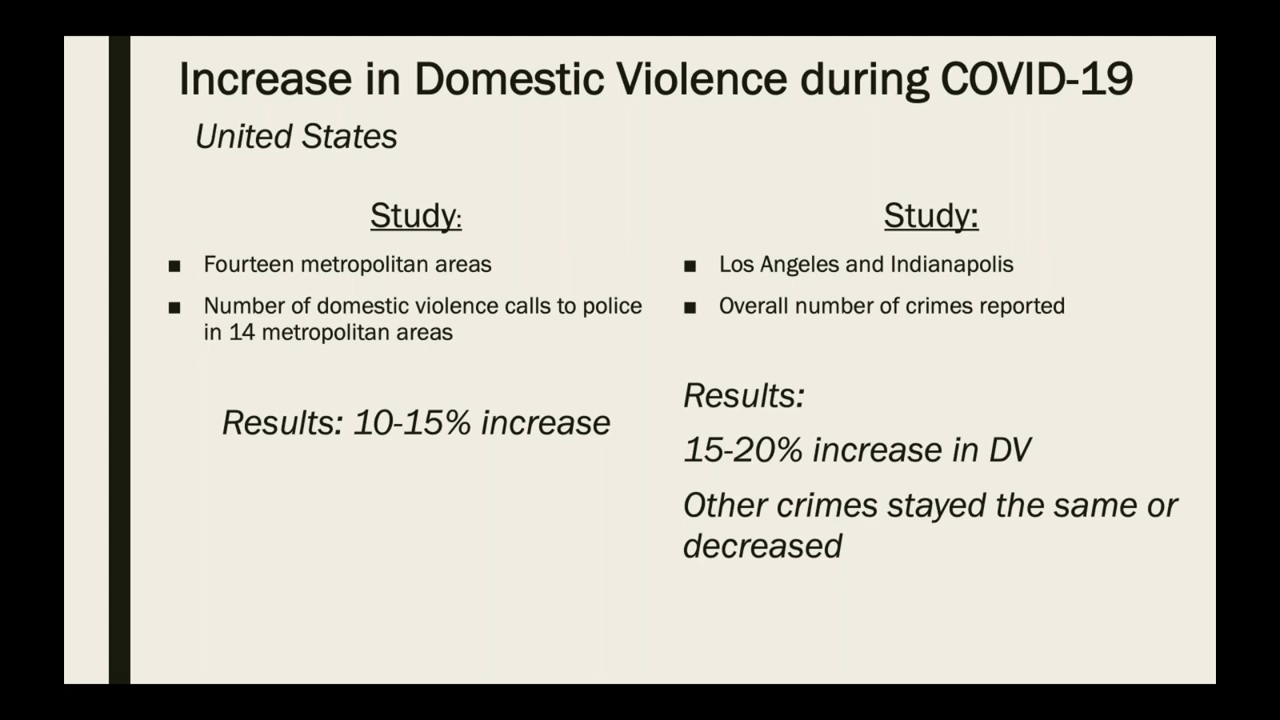 Increase in Domestic Violence during COVID-19
United States
Study:
■ Fourteen metropolitan areas
■ Number of domestic violence calls to police
in 14 metropolitan areas
Results: 10-15% increase
Study:
■ Los Angeles and Indianapolis
■ Overall number of crimes reported
Results:
15-20% increase in DV
Other crimes stayed the same or
decreased